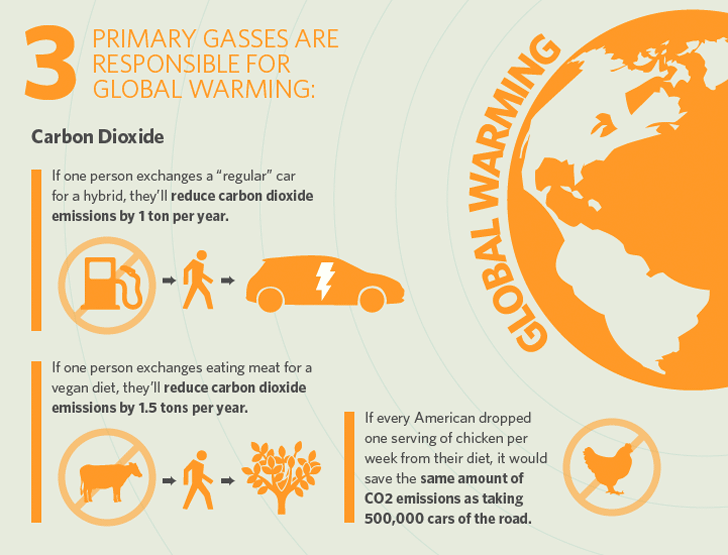 3 PRIMARY GASSES ARE
RESPONSIBLE FOR
GLOBAL WARMING:
GLOBAL WARMING
Carbon Dioxide
If one person exchanges a “regular” car
for a hybrid, they’ll reduce carbon dioxide
emissions by 1 ton per year.
If one person exchanges eating meat for a
vegan diet, they’ll reduce carbon dioxide
emissions by 1.5 tons per year.
If every American dropped
one serving of chicken per
week from their diet, it would
save the same amount of
CO2 emissions as taking
500,000 cars of the road.